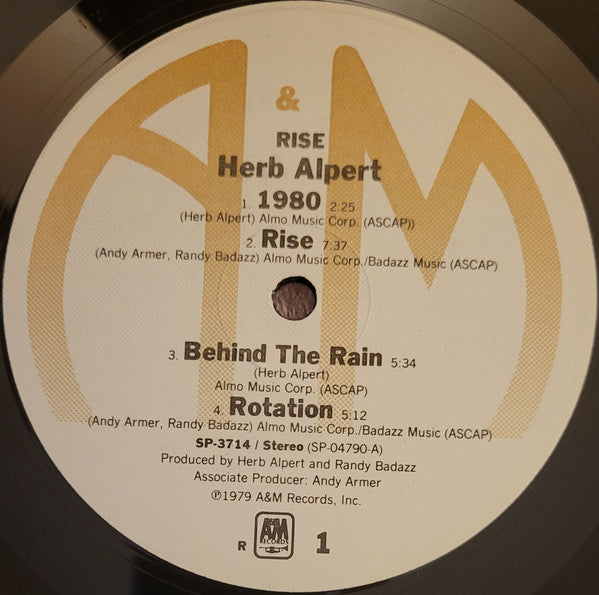 A&M
RISE
Herb Alpert
1. 1980 2:25
(Herb Alpert) Almo Music Corp. (ASCAP))
2. Rise 7:37
(Andy Armer, Randy Badazz) Almo Music Corp./Badazz Music (ASCAP)
3. Behind The Rain 5:34
(Herb Alpert)
Almo Music Corp. (ASCAP)
4. Rotation 5:12
(Andy Armer, Randy Badazz) Almo Music Corp./Badazz Music (ASCAP)
SP-3714 / Stereo (SP-04790-A)
Produced by Herb Alpert and Randy Badazz
Associate Producer: Andy Armer
℗1979 A&M Records, Inc.
R A&M RECORDS 1